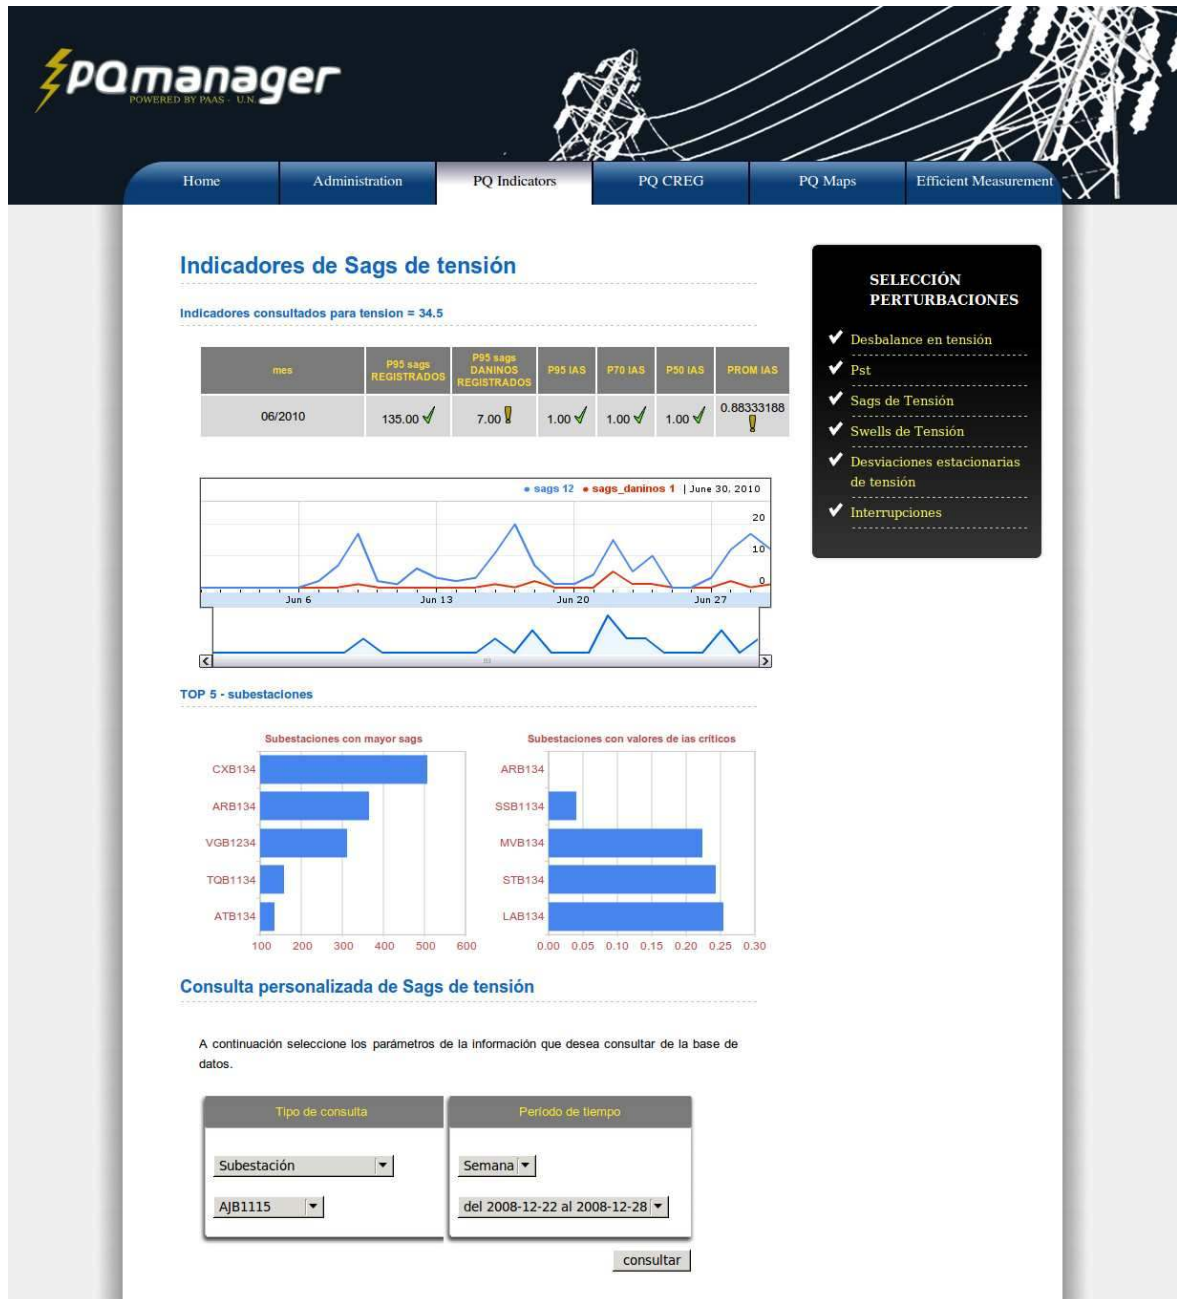 PQmanager
POWERED BY PAAS - U.N.
Home Administration PQ Indicators PQ CREG PQ Maps Efficient Measurement
Indicadores de Sags de tensión
Indicadores consultados para tension = 34.5
mes P95 sags REGISTRADOS P95 sags DANINOS REGISTRADOS P95 IAS P70 IAS P50 IAS PROM IAS
06/2010 135.00 7.00 1.00 1.00 1.00 0.88333188
sags 12 sags_daninos 1 | June 30, 2010
20
10
0
Jun 6 Jun 13 Jun 20 Jun 27
TOP 5 - subestaciones
Subestaciones con mayor sags
CXB134
ARB134
VGB1234
TQB1134
ATB134
100 200 300 400 500 600
Subestaciones con valores de ias críticos
ARB134
SSB1134
MVB134
STB134
LAB134
0.00 0.05 0.10 0.15 0.20 0.25 0.30
Consulta personalizada de Sags de tensión
A continuación seleccione los parámetros de la información que desea consultar de la base de
datos.
Tipo de consulta
Subestación
AJB1115
Período de tiempo
Semana
del 2008-12-22 al 2008-12-28
consultar
SELECCIÓN
PERTURBACIONES
Desbalance en tensión
Pst
Sags de Tensión
Swells de Tensión
Desviaciones estacionarias
de tensión
Interrupciones